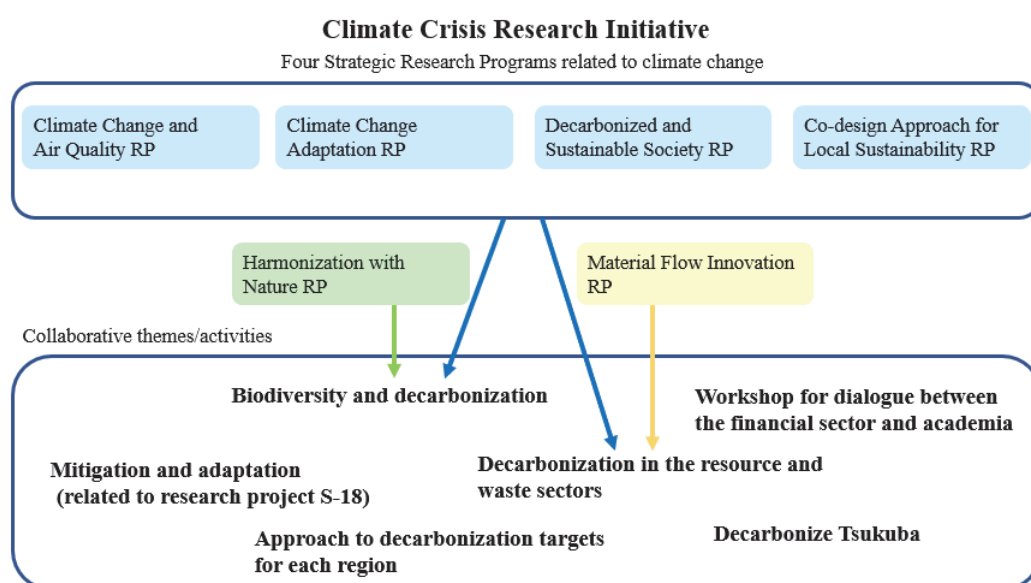 Climate Crisis Research Initiative
Four Strategic Research Programs related to climate change
Climate Change and
Air Quality RP
Climate Change
Adaptation RP
Decarbonized and
Sustainable Society RP
Co-design Approach for
Local Sustainability RP
Harmonization with
Nature RP
Material Flow Innovation
RP
Collaborative themes/activities
Biodiversity and decarbonization
Workshop for dialogue between
the financial sector and academia
Mitigation and adaptation
(related to research project S-18)
Decarbonization in the resource and
waste sectors
Approach to decarbonization targets
for each region
Decarbonize Tsukuba